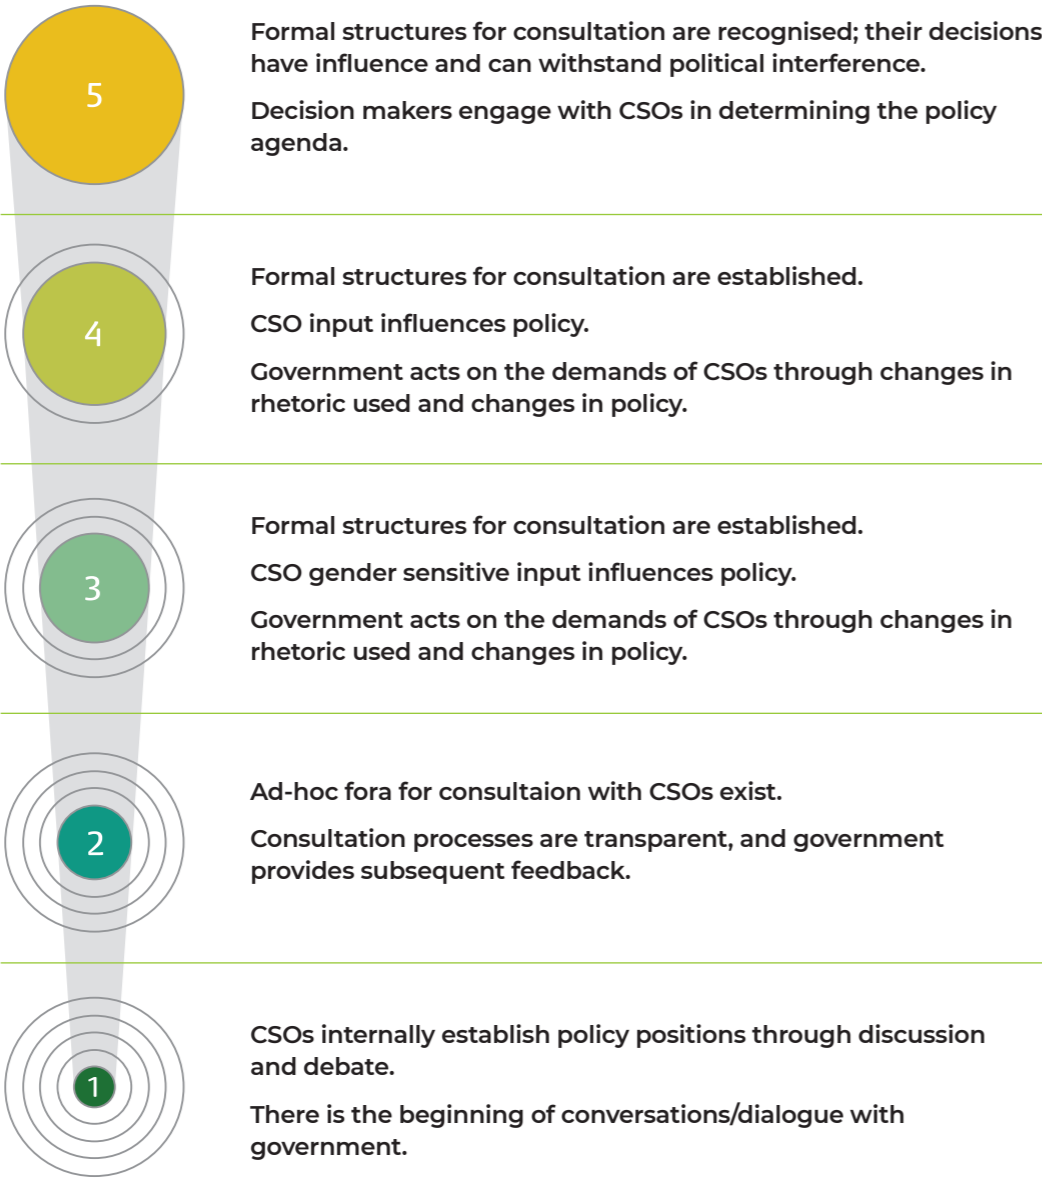 5
Formal structures for consultation are recognised; their decisions
have influence and can withstand political interference.
Decision makers engage with CSOs in determining the policy
agenda.
4
Formal structures for consultation are established.
CSO input influences policy.
Government acts on the demands of CSOs through changes in
rhetoric used and changes in policy.
3
Formal structures for consultation are established.
CSO gender sensitive input influences policy.
Government acts on the demands of CSOs through changes in
rhetoric used and changes in policy.
2
Ad-hoc fora for consultaion with CSOs exist.
Consultation processes are transparent, and government
provides subsequent feedback.
1
CSOs internally establish policy positions through discussion
and debate.
There is the beginning of conversations/dialogue with
government.